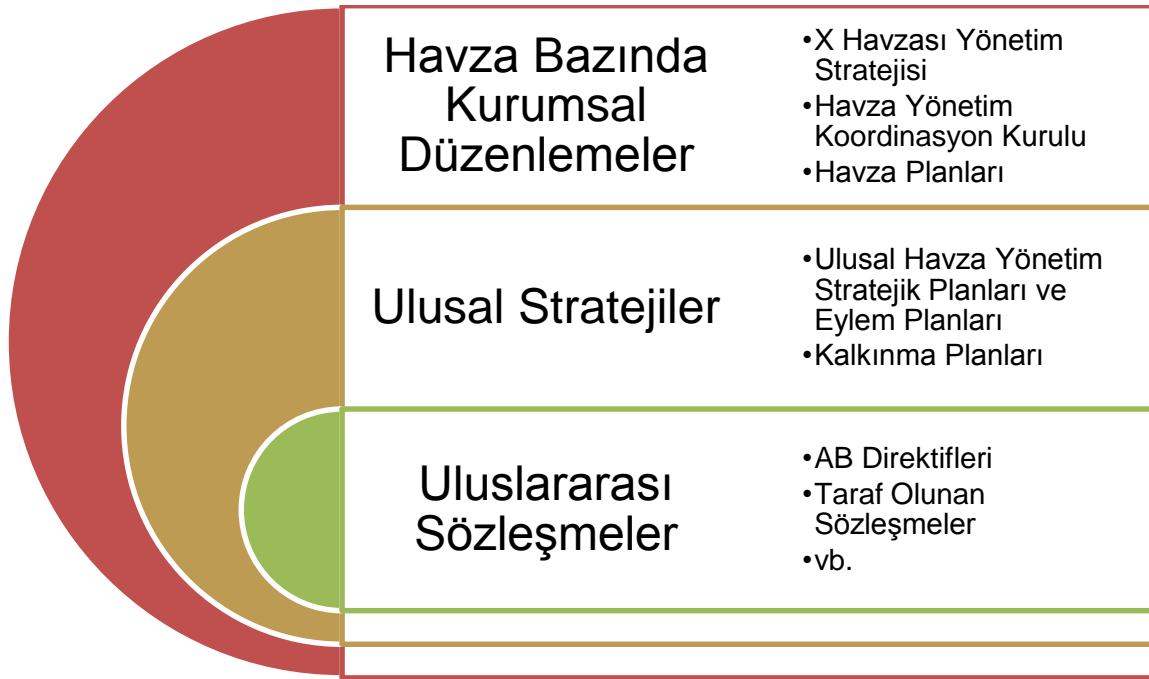 Havza Bazında
Kurumsal
Düzenlemeler
•X Havzası Yönetim
Stratejisi
•Havza Yönetim
Koordinasyon Kurulu
•Havza Planları
Ulusal Stratejiler
•Ulusal Havza Yönetim
Stratejik Planları ve
Eylem Planları
•Kalkınma Planları
Uluslararası
Sözleşmeler
•AB Direktifleri
•Taraf Olunan
Sözleşmeler
•vb.